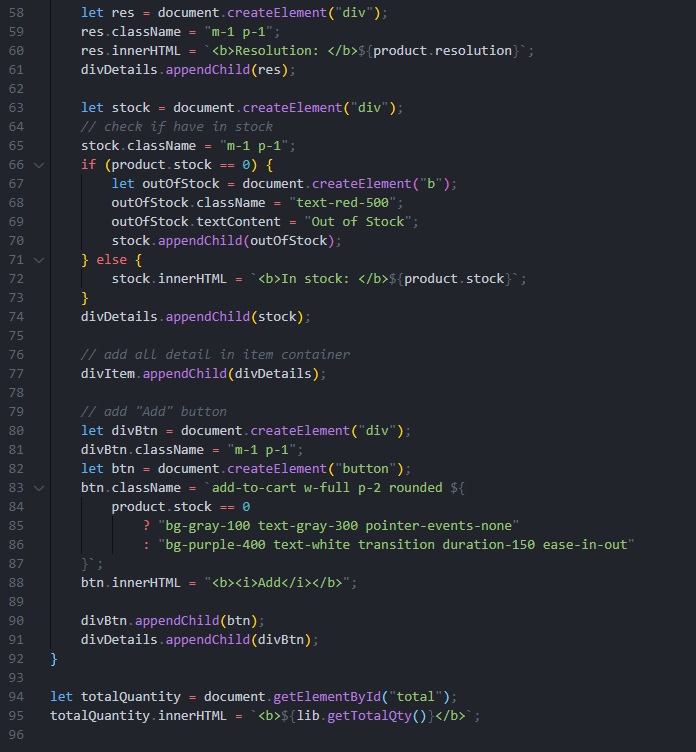 58 let res = document.createElement("div");
59 res.className = "m-1 p-1";
60 res.innerHTML = `<b>Resolution: </b>${product.resolution}`;
61 divDetails.appendChild(res);
62
63 let stock = document.createElement("div");
64 // check if have in stock
65 stock.className = "m-1 p-1";
66 if (product.stock == 0) {
67 let outOfStock = document.createElement("b");
68 outOfStock.className = "text-red-500";
69 outOfStock.textContent = "Out of Stock";
70 stock.appendChild(outOfStock);
71 } else {
72 stock.innerHTML = `<b>In stock: </b>${product.stock}`;
73 }
74 divDetails.appendChild(stock);
75
76 // add all detail in item container
77 divItem.appendChild(divDetails);
78
79 // add "Add" button
80 let divBtn = document.createElement("div");
81 divBtn.className = "m-1 p-1";
82 let btn = document.createElement("button");
83 btn.className = `add-to-cart w-full p-2 rounded ${
84 product.stock == 0
85 ? "bg-gray-100 text-gray-300 pointer-events-none"
86 : "bg-purple-400 text-white transition duration-150 ease-in-out"
87 }`;
88 btn.innerHTML = "<b><i>Add</i></b>";
89
90 divBtn.appendChild(btn);
91 divDetails.appendChild(divBtn);
92 }
93
94 let totalQuantity = document.getElementById("total");
95 totalQuantity.innerHTML = `<b>${lib.getTotalQty()}</b>`;
96